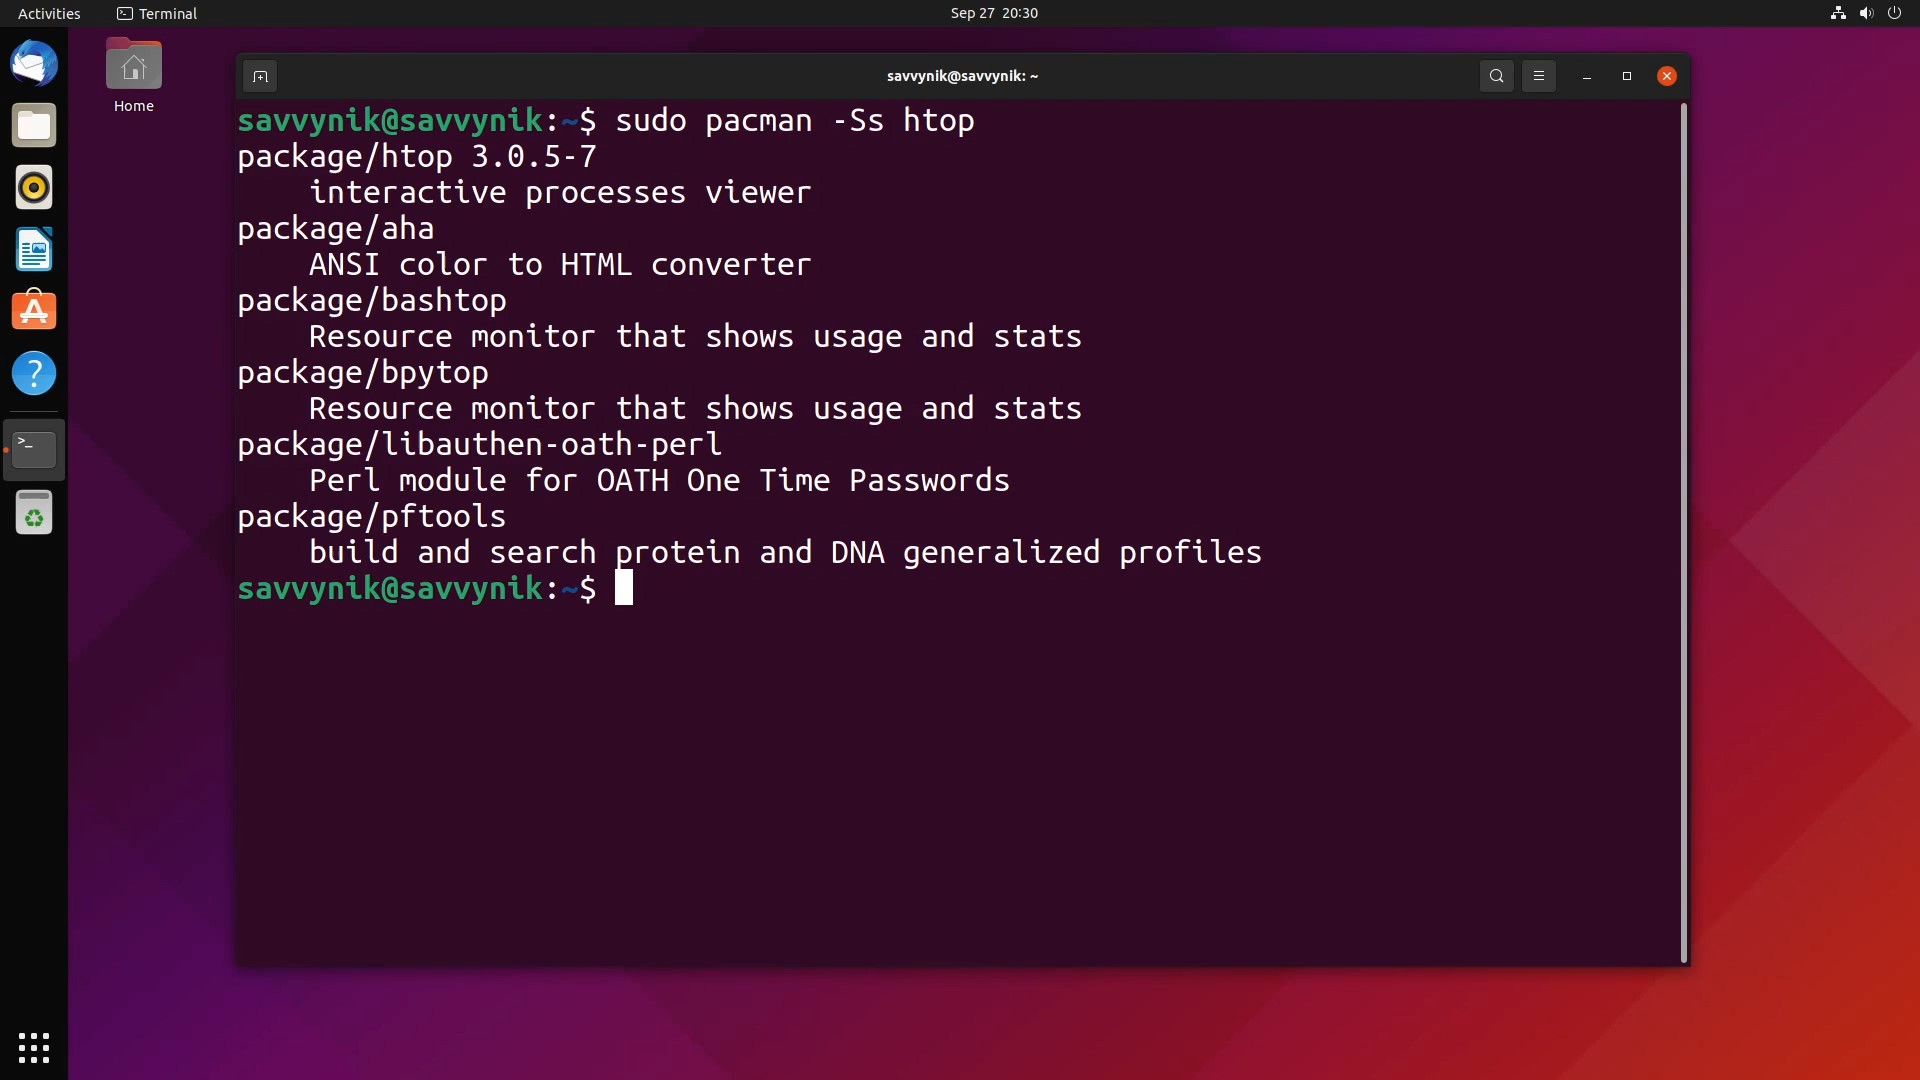 Activities
Terminal
Sep 27 20:30
Home
savvynik@savvynik: ~
savvynik@savvynik:~$ sudo pacman -Ss htop
package/htop 3.0.5-7
    interactive processes viewer
package/aha
    ANSI color to HTML converter
package/bashtop
    Resource monitor that shows usage and stats
package/bpytop
    Resource monitor that shows usage and stats
package/libauthen-oath-perl
    Perl module for OATH One Time Passwords
package/pftools
    build and search protein and DNA generalized profiles
savvynik@savvynik:~$